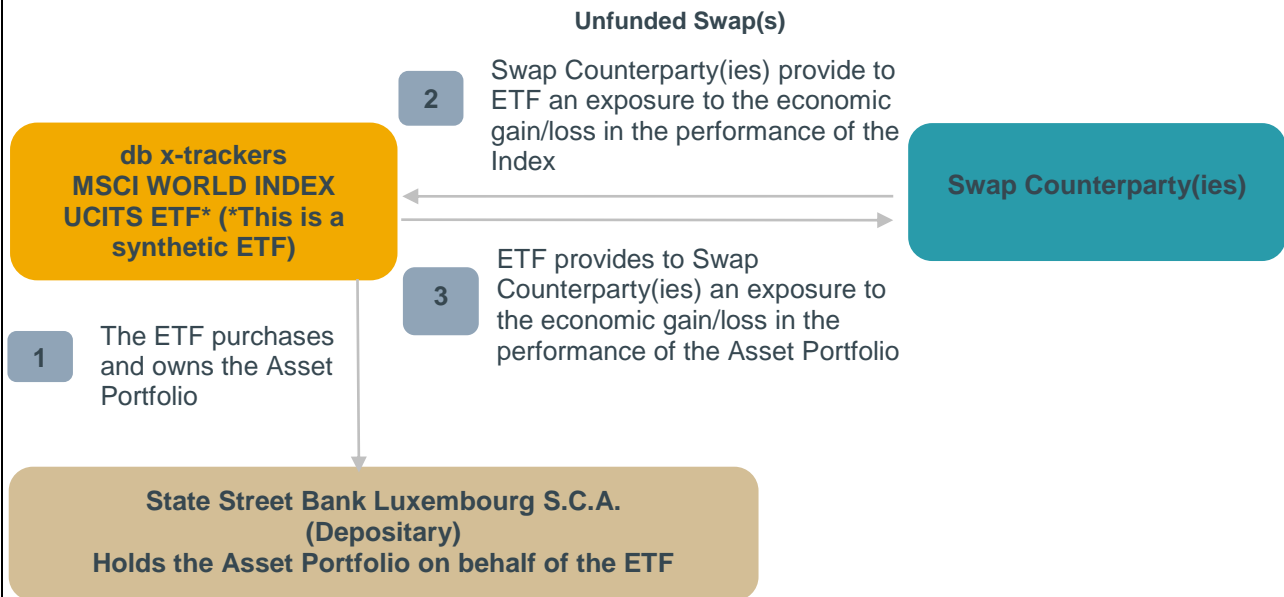 Unfunded Swap(s)
2
Swap Counterparty(ies) provide to
ETF an exposure to the economic
gain/loss in the performance of the
Index
db x-trackers
MSCI WORLD INDEX
UCITS ETF* (*This is a
synthetic ETF)
Swap Counterparty(ies)
3
ETF provides to Swap
Counterparty(ies) an exposure to
the economic gain/loss in the
performance of the Asset Portfolio
1
The ETF purchases
and owns the Asset
Portfolio
State Street Bank Luxembourg S.C.A.
(Depositary)
Holds the Asset Portfolio on behalf of the ETF